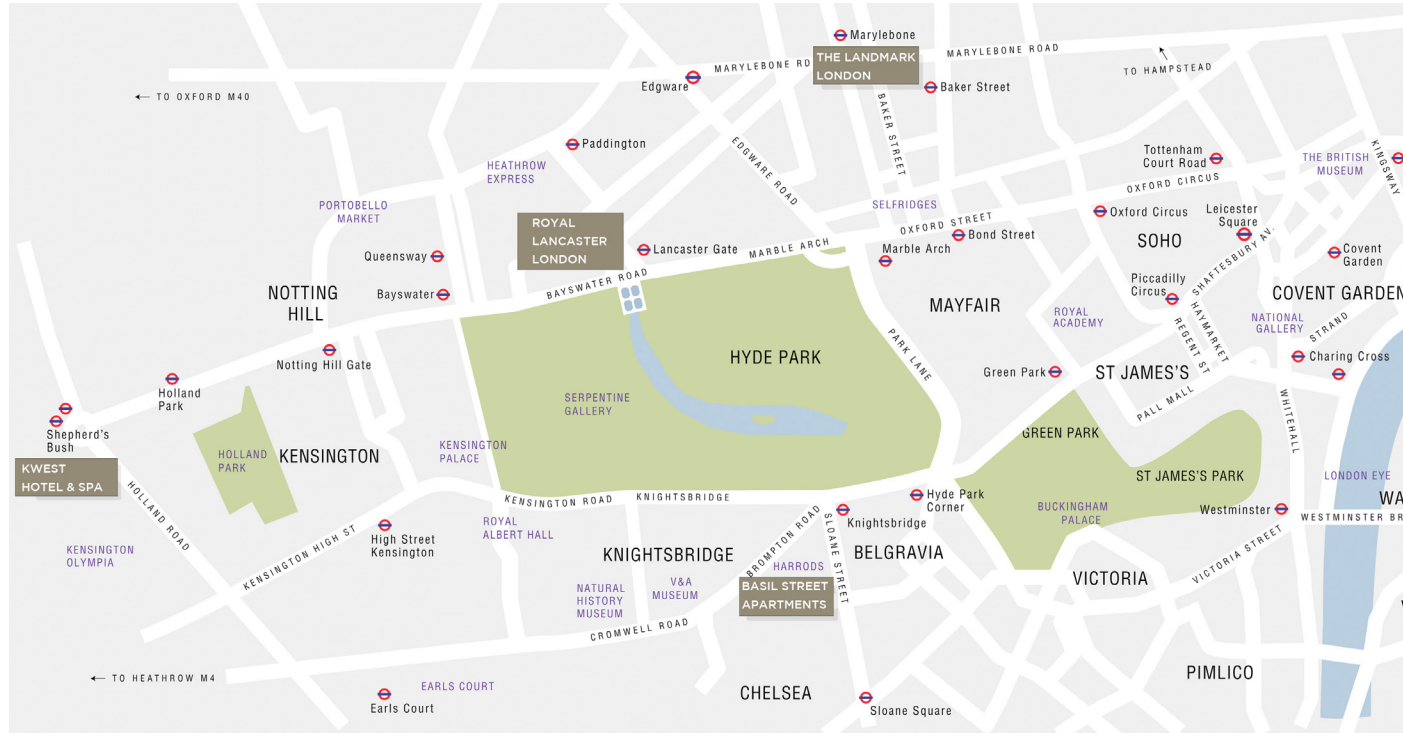 Marylebone
MARYLEBONE ROAD
MARYLEBONE RD
THE LANDMARK
LONDON
TO HAMPSTEAD
Edgware
Baker Street
← TO OXFORD M40
BAKER STREET
Paddington
EDGWARE ROAD
Tottenham
Court Road
THE BRITISH
MUSEUM
KINGSWAY
HEATHROW
EXPRESS
OXFORD CIRCUS
PORTOBELLO
MARKET
SELFRIDGES
ROYAL
LANCASTER
LONDON
Oxford Circus
Leicester
Square
OXFORD STREET
Bond Street
SOHO
Lancaster Gate
MARBLE ARCH
Marble Arch
SHAFTESBURY AV.
Covent
Garden
Queensway
BAYSWATER ROAD
Bayswater
Piccadilly
Circus
NOTTING
HILL
MAYFAIR
COVENT GARDEN
ROYAL
ACADEMY
HAYMARKET
REGENT ST
NATIONAL
GALLERY
STRAND
Notting Hill Gate
HYDE PARK
PARK LANE
Green Park
ST JAMES'S
Charing Cross
Holland
Park
SERPENTINE
GALLERY
PALL MALL
WHITEHALL
Shepherd's
Bush
GREEN PARK
HOLLAND
PARK
KENSINGTON
KENSINGTON
PALACE
KWEST
HOTEL & SPA
ST JAMES'S PARK
LONDON EYE
WA
HOLLAND ROAD
KENSINGTON ROAD
KNIGHTSBRIDGE
Hyde Park
Corner
BUCKINGHAM
PALACE
Westminster
WESTMINSTER BR
ROYAL
ALBERT HALL
High Street
Kensington
KENSINGTON HIGH ST
Knightsbridge
BROMPTON ROAD
SLOANE STREET
KENSINGTON
OLYMPIA
KNIGHTSBRIDGE
BELGRAVIA
VICTORIA STREET
HARRODS
VICTORIA
NATURAL
HISTORY
MUSEUM
V&A
MUSEUM
BASIL STREET
APARTMENTS
CROMWELL ROAD
← TO HEATHROW M4
PIMLICO
EARLS COURT
Earls Court
CHELSEA
Sloane Square